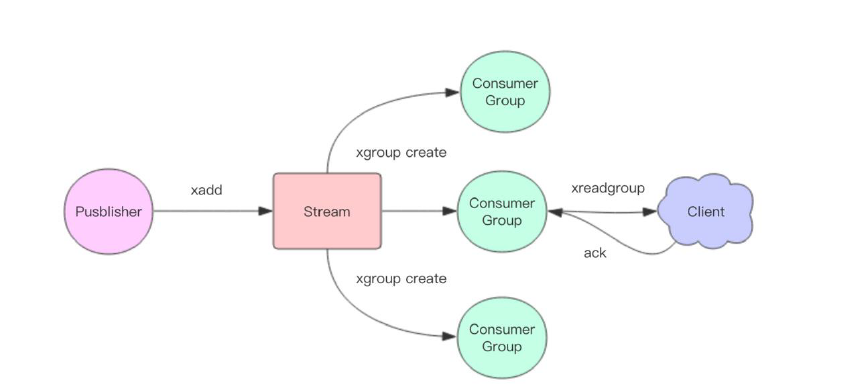 Consumer
Group
xgroup create
xadd
Pusblisher
Stream
Consumer
Group
xreadgroup
Client
ack
xgroup create
Consumer
Group